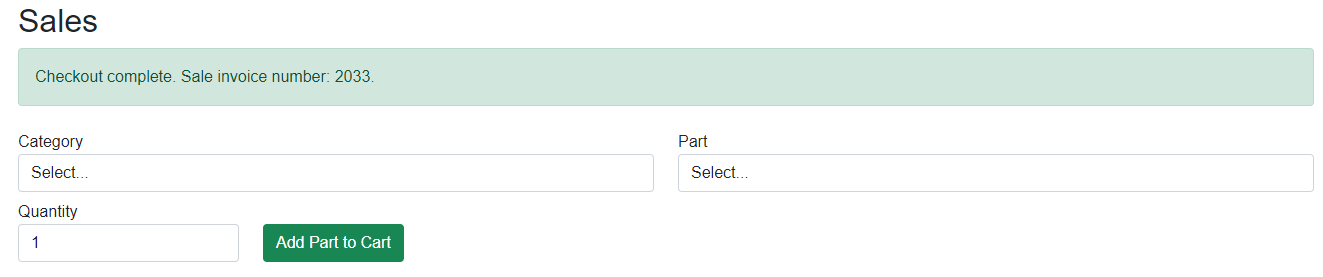 Sales
Checkout complete. Sale invoice number: 2033.
Category
Part
Select...
Select...
Quantity
1
Add Part to Cart